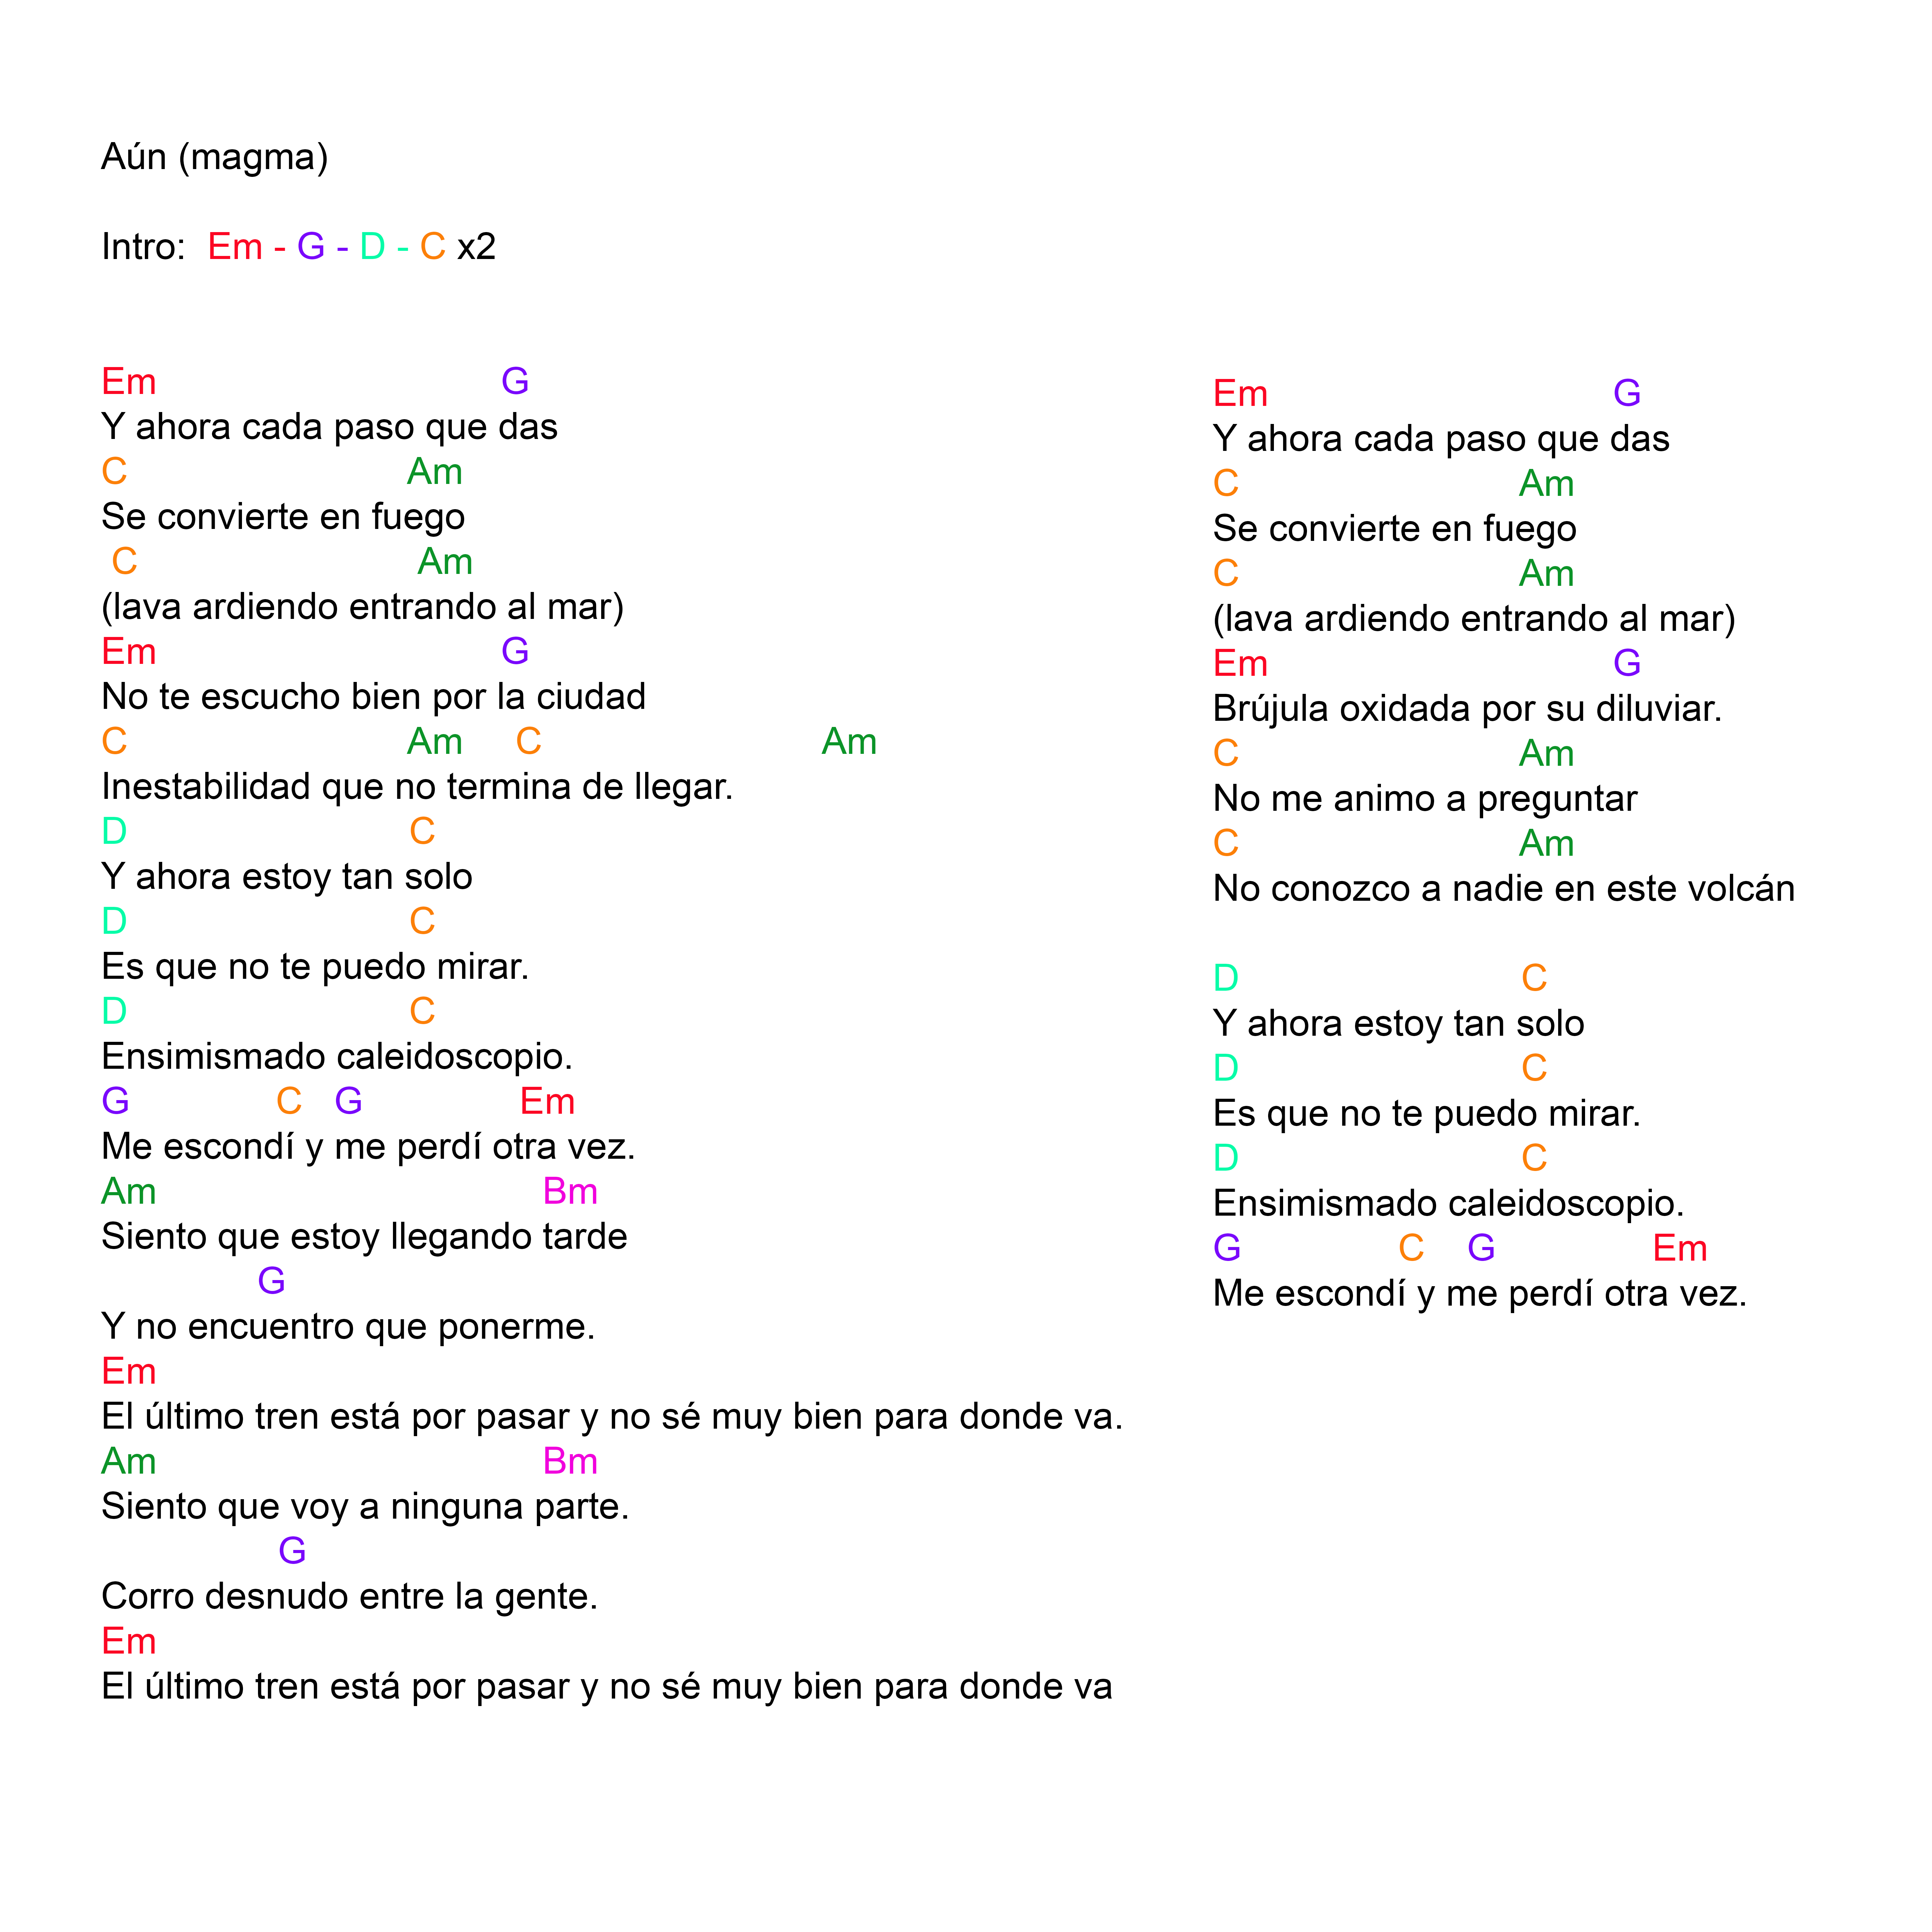 Aún (magma)
Intro:  Em - G - D - C x2
Em G
Y ahora cada paso que das
C Am
Se convierte en fuego
C Am
(lava ardiendo entrando al mar)
Em G
No te escucho bien por la ciudad
C Am C Am
Inestabilidad que no termina de llegar.
D C
Y ahora estoy tan solo
D C
Es que no te puedo mirar.
D C
Ensimismado caleidoscopio.
G C G Em
Me escondí y me perdí otra vez.
Am Bm
Siento que estoy llegando tarde
G
Y no encuentro que ponerme.
Em
El último tren está por pasar y no sé muy bien para donde va.
Am Bm
Siento que voy a ninguna parte.
G
Corro desnudo entre la gente.
Em
El último tren está por pasar y no sé muy bien para donde va
Em G
Y ahora cada paso que das
C Am
Se convierte en fuego
C Am
(lava ardiendo entrando al mar)
Em G
Brújula oxidada por su diluviar.
C Am
No me animo a preguntar
C Am
No conozco a nadie en este volcán
D C
Y ahora estoy tan solo
D C
Es que no te puedo mirar.
D C
Ensimismado caleidoscopio.
G C G Em
Me escondí y me perdí otra vez.